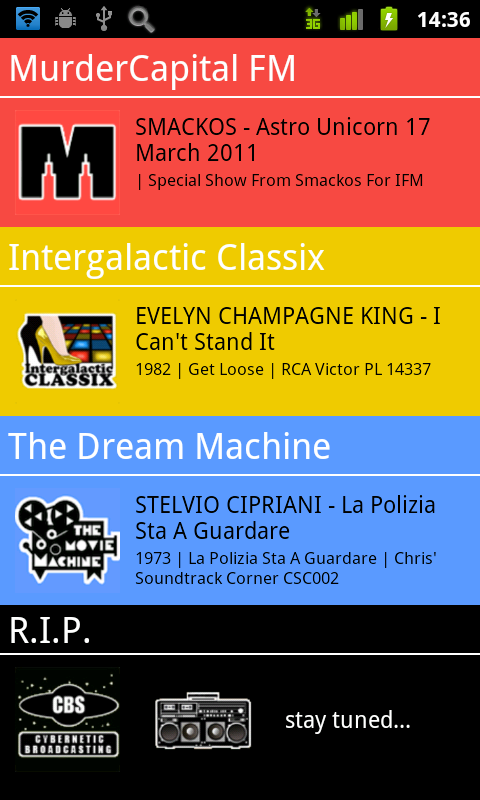 3G 14:36
MurderCapital FM
M
SMACKOS - Astro Unicorn 17
March 2011
| Special Show From Smackos For IFM
Intergalactic Classix
Intergalactic
CLASSIX
EVELYN CHAMPAGNE KING - I
Can't Stand It
1982 | Get Loose | RCA Victor PL 14337
The Dream Machine
THE
MOVIE
MACHINE
STELVIO CIPRIANI - La Polizia
Sta A Guardare
1973 | La Polizia Sta A Guardare | Chris'
Soundtrack Corner CSC002
R.I.P.
CBS
CYBERNETIC
BROADCASTING
stay tuned...